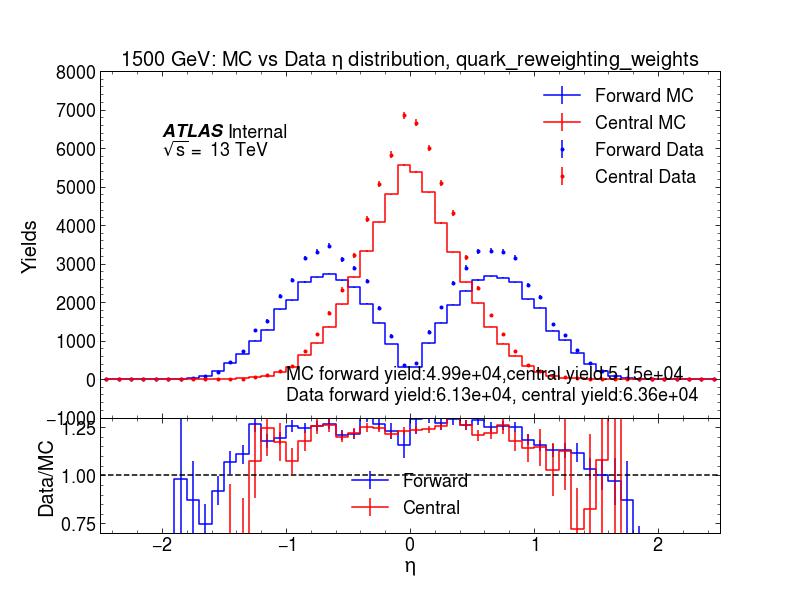 1500 GeV: MC vs Data η distribution, quark_reweighting_weights
8000
7000
6000
5000
4000
3000
2000
1000
0
−1000
Yields
ATLAS Internal
√s = 13 TeV
Forward MC
Central MC
Forward Data
Central Data
MC forward yield:4.99e+04,central yield:5.15e+04
Data forward yield:6.13e+04, central yield:6.36e+04
1.25
1.00
0.75
Data/MC
Forward
Central
−2 −1 0 1 2
η